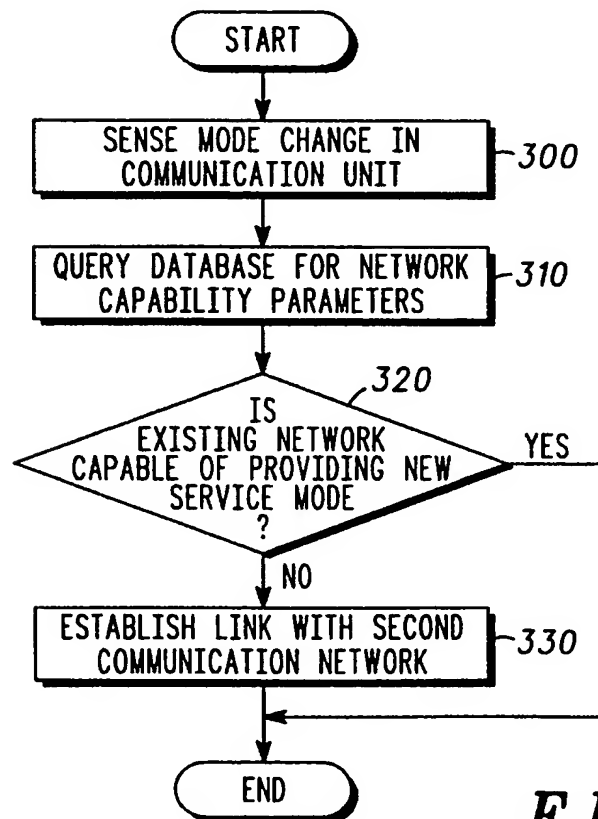 START
SENSE MODE CHANGE IN
COMMUNICATION UNIT
300
QUERY DATABASE FOR NETWORK
CAPABILITY PARAMETERS
310
320
IS
EXISTING NETWORK
CAPABLE OF PROVIDING NEW
SERVICE MODE
?
YES
NO
ESTABLISH LINK WITH SECOND
COMMUNICATION NETWORK
330
END